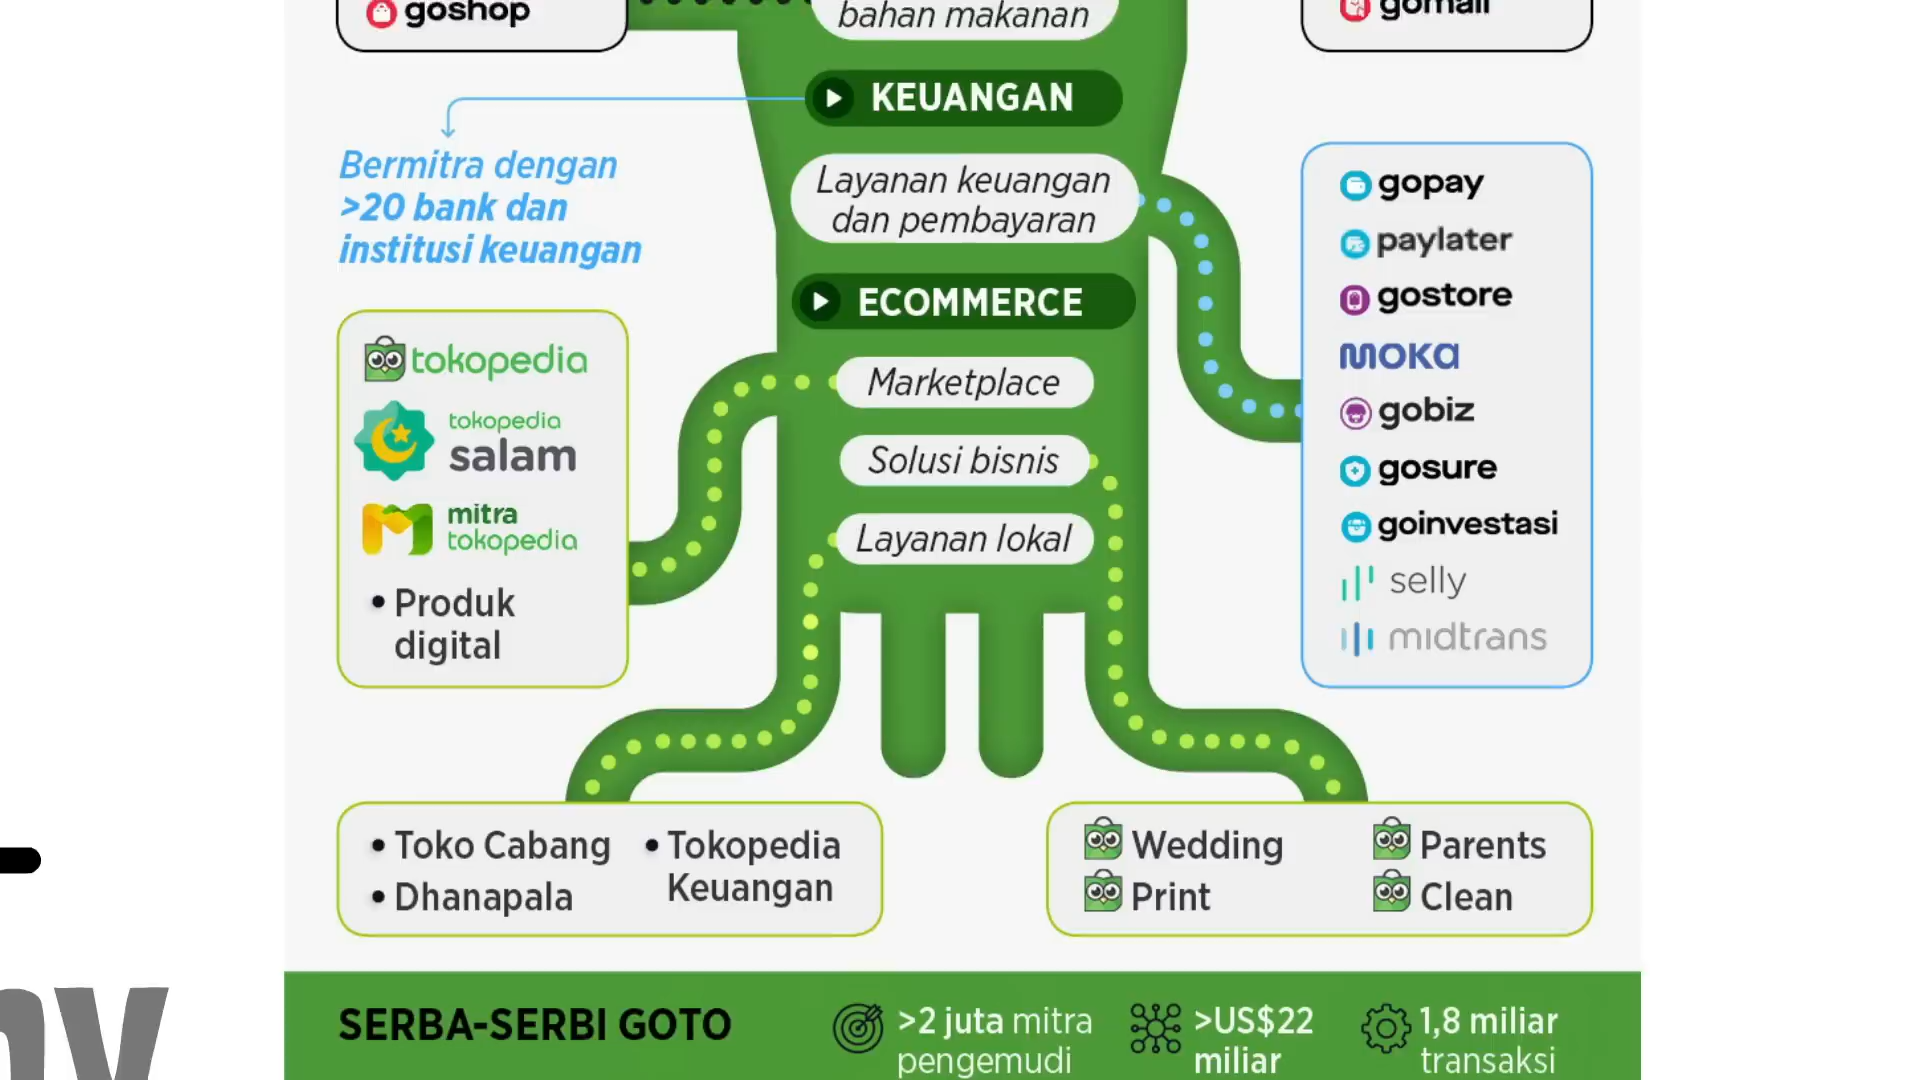 goshop
bahan makanan
gomall
KEUANGAN
Bermitra dengan
>20 bank dan
institusi keuangan
Layanan keuangan
dan pembayaran
gopay
paylater
gostore
MOKA
gobiz
gosure
goinvestasi
selly
midtrans
ECOMMERCE
tokopedia
tokopedia
salam
mitra
tokopedia
• Produk
digital
Marketplace
Solusi bisnis
Layanan lokal
• Toko Cabang
• Dhanapala
• Tokopedia
Keuangan
Wedding
Print
Parents
Clean
SERBA-SERBI GOTO
>2 juta mitra
pengemudi
>US$22
miliar
1,8 miliar
transaksi